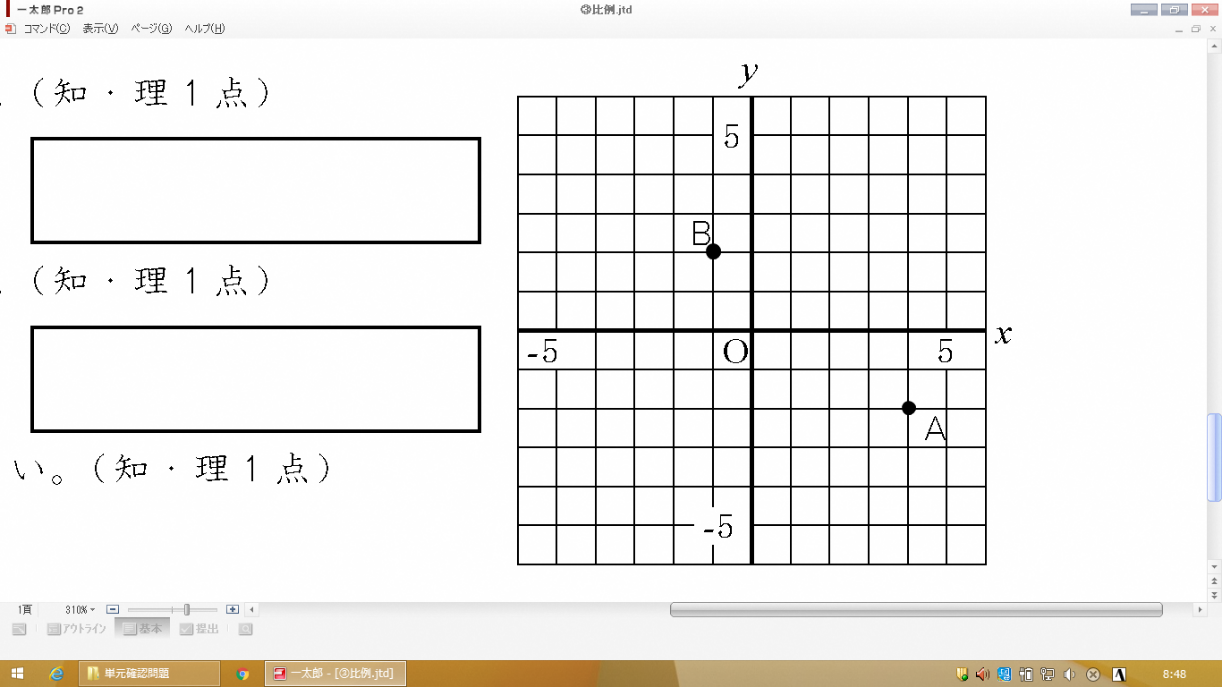 一太郎 Pro 2
③比例.jtd
コマンド(C) 表示(V) ページ(G) ヘルプ(H)
(知・理1点)
(知・理1点)
い。(知・理1点)
y
5
B
x
-5 O 5
A
-5
1頁 310%
アウトライン 基本 提出
単元確認問題 一太郎 - [③比例.jtd] A 8:48